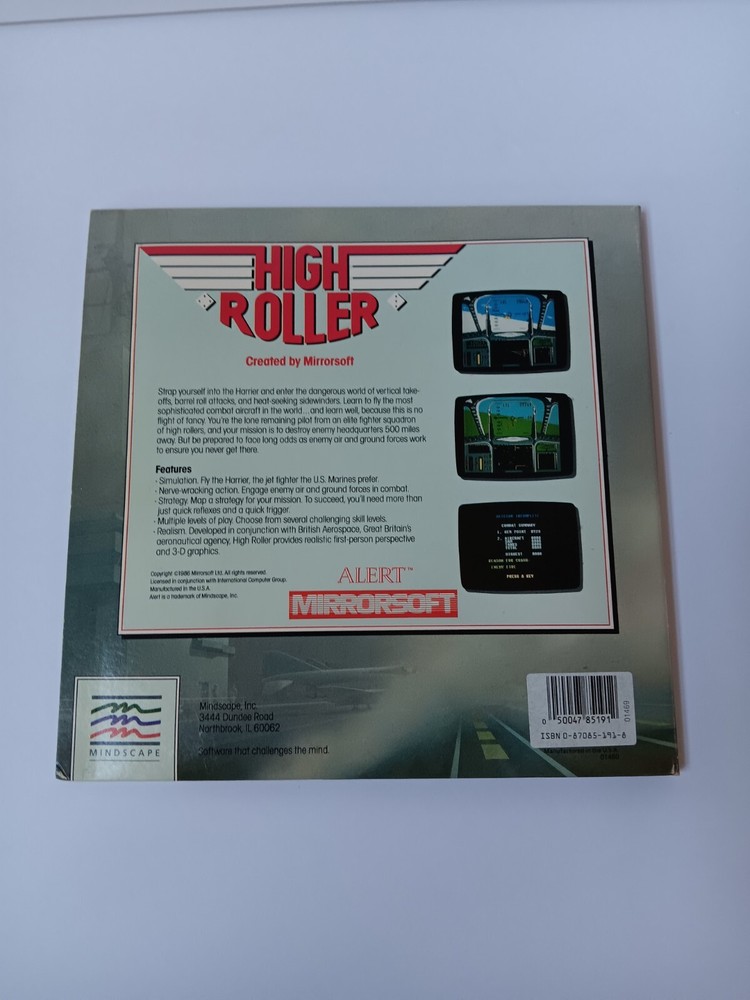 HIGH
ROLLER
Created by Mirrorsoft
Strap yourself into the Harrier and enter the dangerous world of vertical take-
offs, barrel roll attacks, and heat-seeking sidewinders. Learn to fly the most
sophisticated combat aircraft in the world...and learn well, because this is no
flight of fancy. You're the lone remaining pilot from an elite fighter squadron
of high rollers, and your mission is to destroy enemy headquarters 500 miles
away. But be prepared to face long odds as enemy air and ground forces work
to ensure you never get there.
Features
· Simulation. Fly the Harrier, the jet fighter the U.S. Marines prefer.
· Nerve-wracking action. Engage enemy air and ground forces in combat.
· Strategy. Map a strategy for your mission. To succeed, you'll need more than
just quick reflexes and a quick trigger.
· Multiple levels of play. Choose from several challenging skill levels.
· Realism. Developed in conjunction with British Aerospace, Great Britain's
aeronautical agency, High Roller provides realistic first-person perspective
and 3-D graphics.
Copyright ©1986 Mirrorsoft Ltd. All rights reserved.
Licensed in conjunction with International Computer Group.
Manufactured in the U.S.A.
Alert is a trademark of Mindscape, Inc.
ALERT™
MIRRORSOFT
COMBAT SUMMARY
PRESS A KEY
MINDSCAPE
Mindscape, Inc.
3444 Dundee Road
Northbrook, IL 60062
Software that challenges the mind.
0 50047 85191
01469
ISBN 0-87085-191-8
Manufactured in the U.S.A.